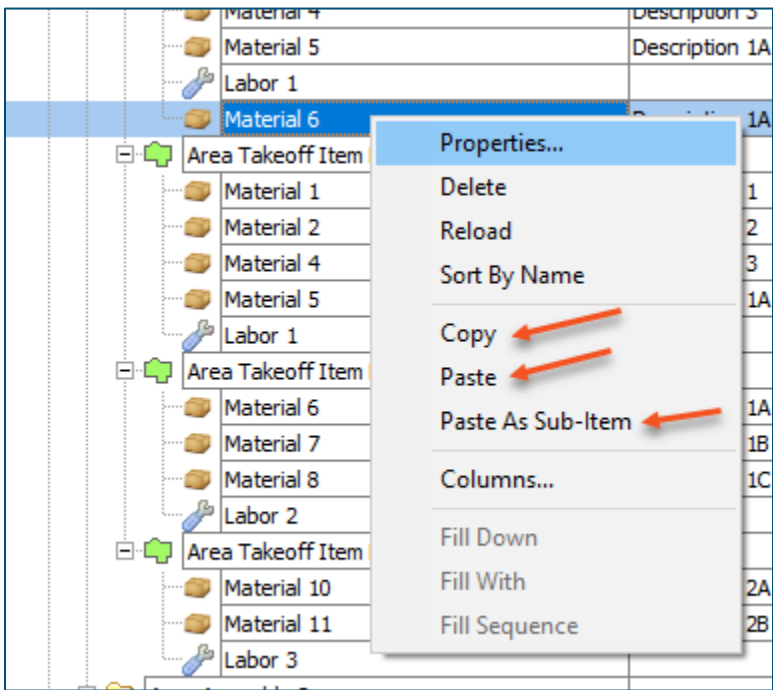 Material 4 Description 3
Material 5 Description 1A
Labor 1
Material 6 1A
Area Takeoff Item
Material 1 1
Material 2 2
Material 4 3
Material 5 1A
Labor 1
Area Takeoff Item
Material 6 1A
Material 7 1B
Material 8 1C
Labor 2
Area Takeoff Item
Material 10 2A
Material 11 2B
Labor 3
Properties...
Delete
Reload
Sort By Name
Copy
Paste
Paste As Sub-Item
Columns...
Fill Down
Fill With
Fill Sequence